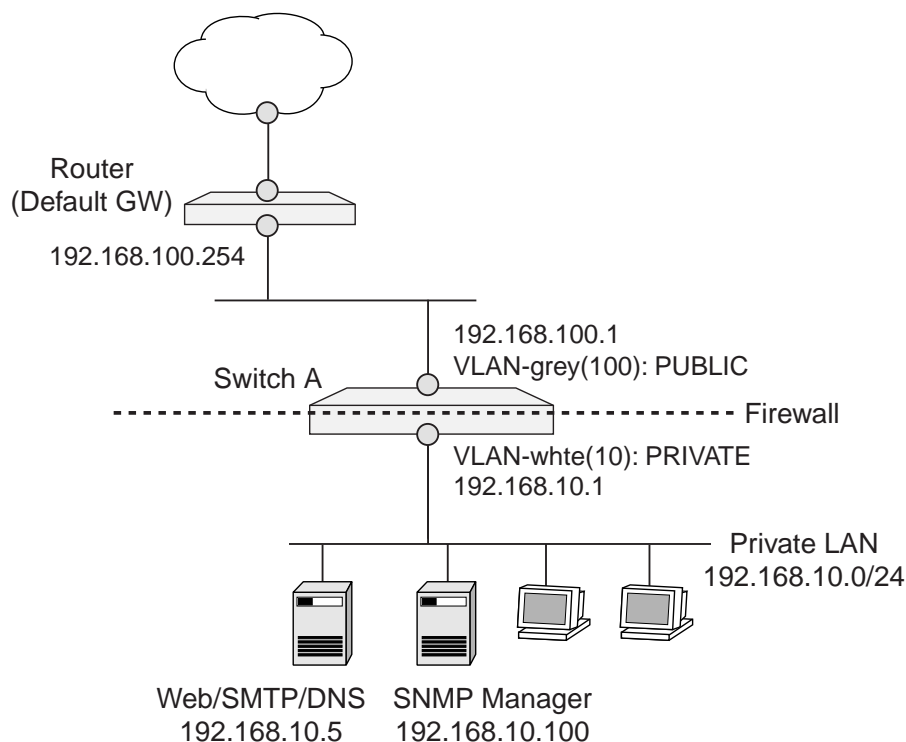 Router
(Default GW)
192.168.100.254
192.168.100.1
VLAN-grey(100): PUBLIC
Switch A
Firewall
VLAN-whte(10): PRIVATE
192.168.10.1
Private LAN
192.168.10.0/24
Web/SMTP/DNS
192.168.10.5
SNMP Manager
192.168.10.100